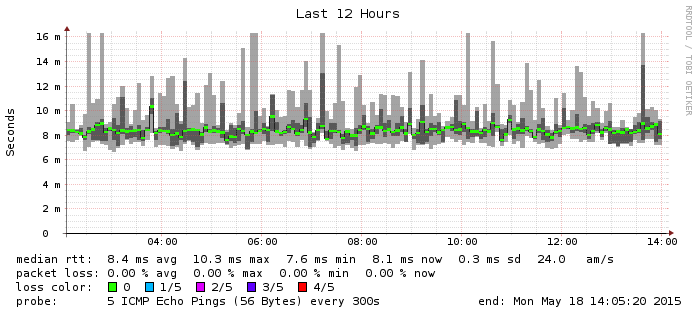 Last 12 Hours
RRDTOOL / TOBI OETIKER
Seconds
16 m
14 m
12 m
10 m
8 m
6 m
4 m
2 m
0
04:00 06:00 08:00 10:00 12:00 14:00
median rtt: 8.4 ms avg 10.3 ms max 7.6 ms min 8.1 ms now 0.3 ms sd 24.0 am/s
packet loss: 0.00 % avg 0.00 % max 0.00 % min 0.00 % now
loss color: 0 1/5 2/5 3/5 4/5
probe: 5 ICMP Echo Pings (56 Bytes) every 300s end: Mon May 18 14:05:20 2015